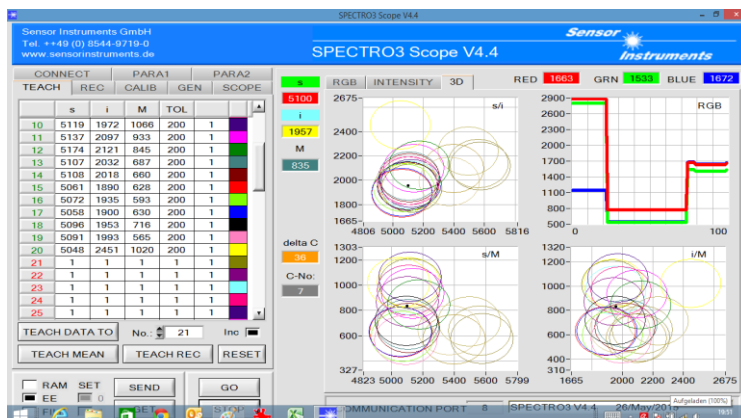 SPECTRO3 Scope V4.4
Sensor Instruments GmbH
Tel. ++49 (0) 8544-9719-0
www.sensorinstruments.de
SPECTRO3 Scope V4.4
Sensor Instruments
CONNECT PARA1 PARA2
TEACH REC CALIB GEN SCOPE
s i M TOL
10 5119 1972 1066 200 1
11 5137 2097 933 200 1
12 5174 2121 845 200 1
13 5107 2032 687 200 1
14 5108 2018 660 200 1
15 5061 1890 628 200 1
16 5072 1935 593 200 1
17 5058 1900 630 200 1
18 5096 1953 716 200 1
19 5091 1993 565 200 1
20 5048 2451 1020 200 1
21 1 1 1 1 1
22 1 1 1 1 1
23 1 1 1 1 1
24 1 1 1 1 1
25 1 1 1 1 1
TEACH DATA TO No.: 21 Inc
TEACH MEAN TEACH REC RESET
RAM SET SEND GO
EE 0
GET STOP
s
5100
i
1957
M
835
delta C
36
C-No:
7
RGB INTENSITY 3D RED 1663 GRN 1533 BLUE 1672
s/i
2675-
2400-
2200-
2000-
1800-
1665-
4806 5000 5200 5400 5600 5816
RGB
2900-
2600-
2300-
2000-
1700-
1400-
1100-
800-
500-
0 100
s/M
1303-
1200-
1000-
800-
600-
327-
4823 5000 5200 5400 5600 5799
i/M
1320-
1200-
1000-
800-
600-
400-
310-
1665 2000 2200 2400 2675
Aufgeladen (100%)
COMMUNICATION PORT 8 SPECTRO V4.4
19:51